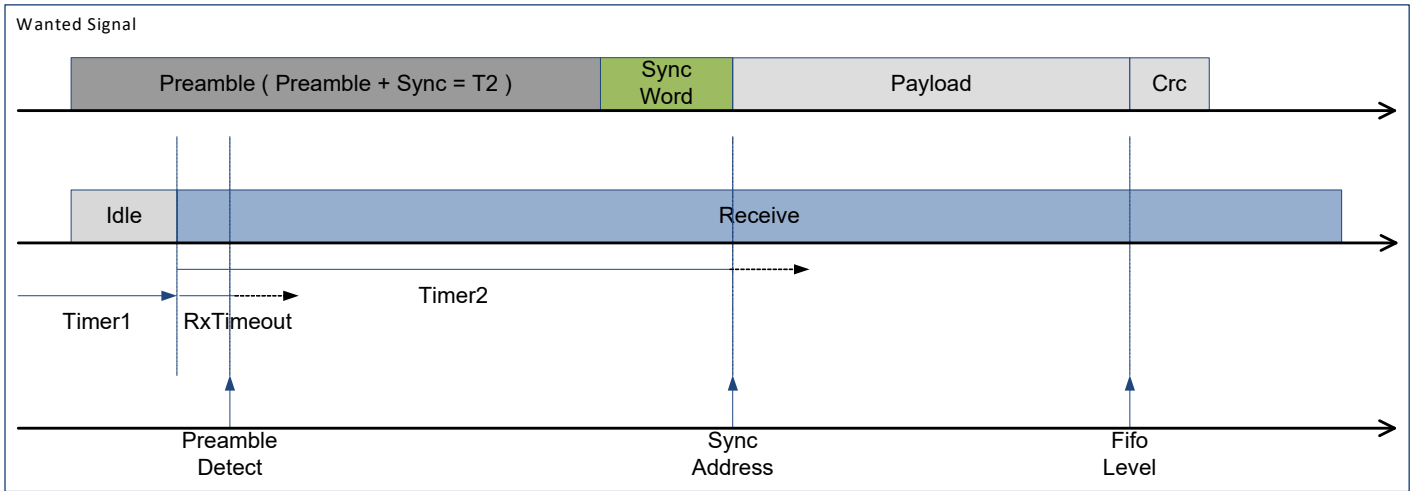 Wanted Signal
Preamble ( Preamble + Sync = T2 )
Sync
Word
Payload
Crc
Idle
Receive
Timer2
Timer1
RxTimeout
Preamble
Detect
Sync
Address
Fifo
Level